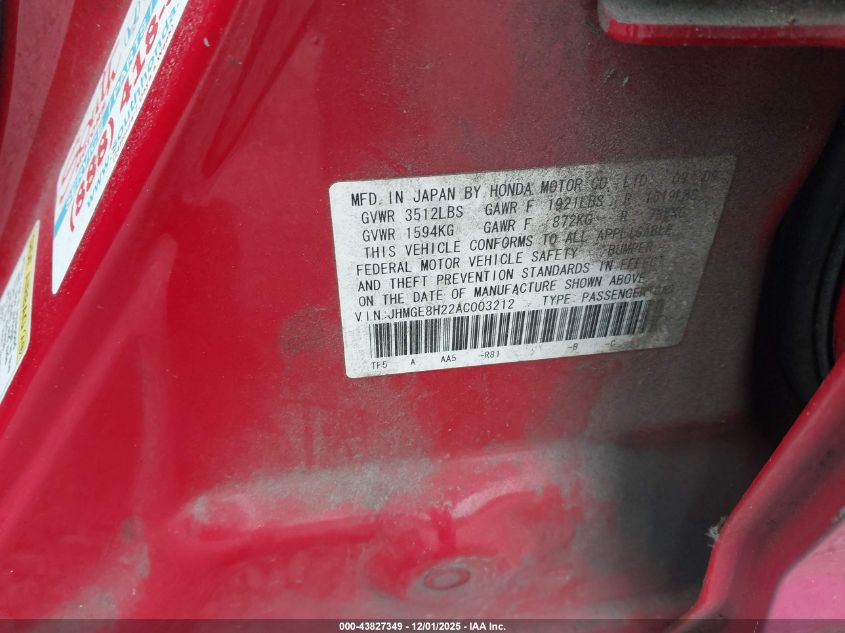 (888) 418-
MFD. IN JAPAN BY HONDA MOTOR CO., LTD.
GVWR 3512LBS GAWR F 1921LBS R
GVWR 1594KG GAWR F 872KG R
THIS VEHICLE CONFORMS TO ALL APPLICABLE
FEDERAL MOTOR VEHICLE SAFETY, BUMPER
AND THEFT PREVENTION STANDARDS IN EFFECT
ON THE DATE OF MANUFACTURE SHOWN ABOVE
V.I.N:JHMGE8H22AC003212 TYPE: PASSENGER
TF5 A AA5 -R81 -B -C
000-43827349 - 12/01/2025 - IAA Inc.